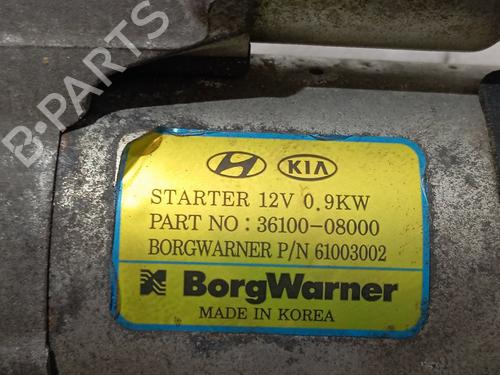 B-PARTS
KIA
STARTER 12V 0.9KW
PART NO : 36100-08000
BORGWARNER P/N 61003002
BorgWarner
MADE IN KOREA